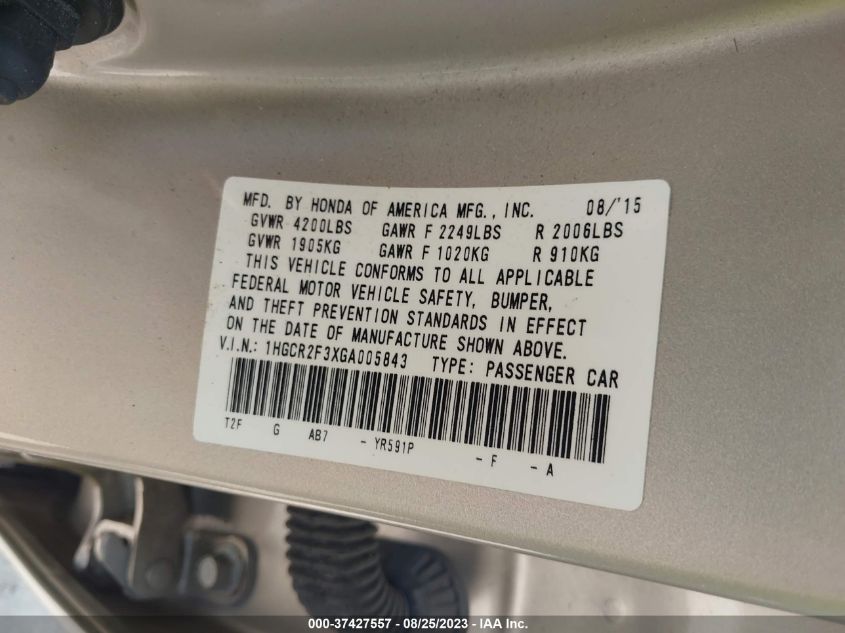 MFD. BY HONDA OF AMERICA MFG., INC. 08/'15
GVWR 4200LBS GAWR F 2249LBS R 2006LBS
GVWR 1905KG GAWR F 1020KG R 910KG
THIS VEHICLE CONFORMS TO ALL APPLICABLE
FEDERAL MOTOR VEHICLE SAFETY, BUMPER,
AND THEFT PREVENTION STANDARDS IN EFFECT
ON THE DATE OF MANUFACTURE SHOWN ABOVE.
V.I.N.: 1HGCR2F3XGA005843 TYPE: PASSENGER CAR
T2F G AB7 - YR591P - F - A
000-37427557 - 08/25/2023 - IAA Inc.